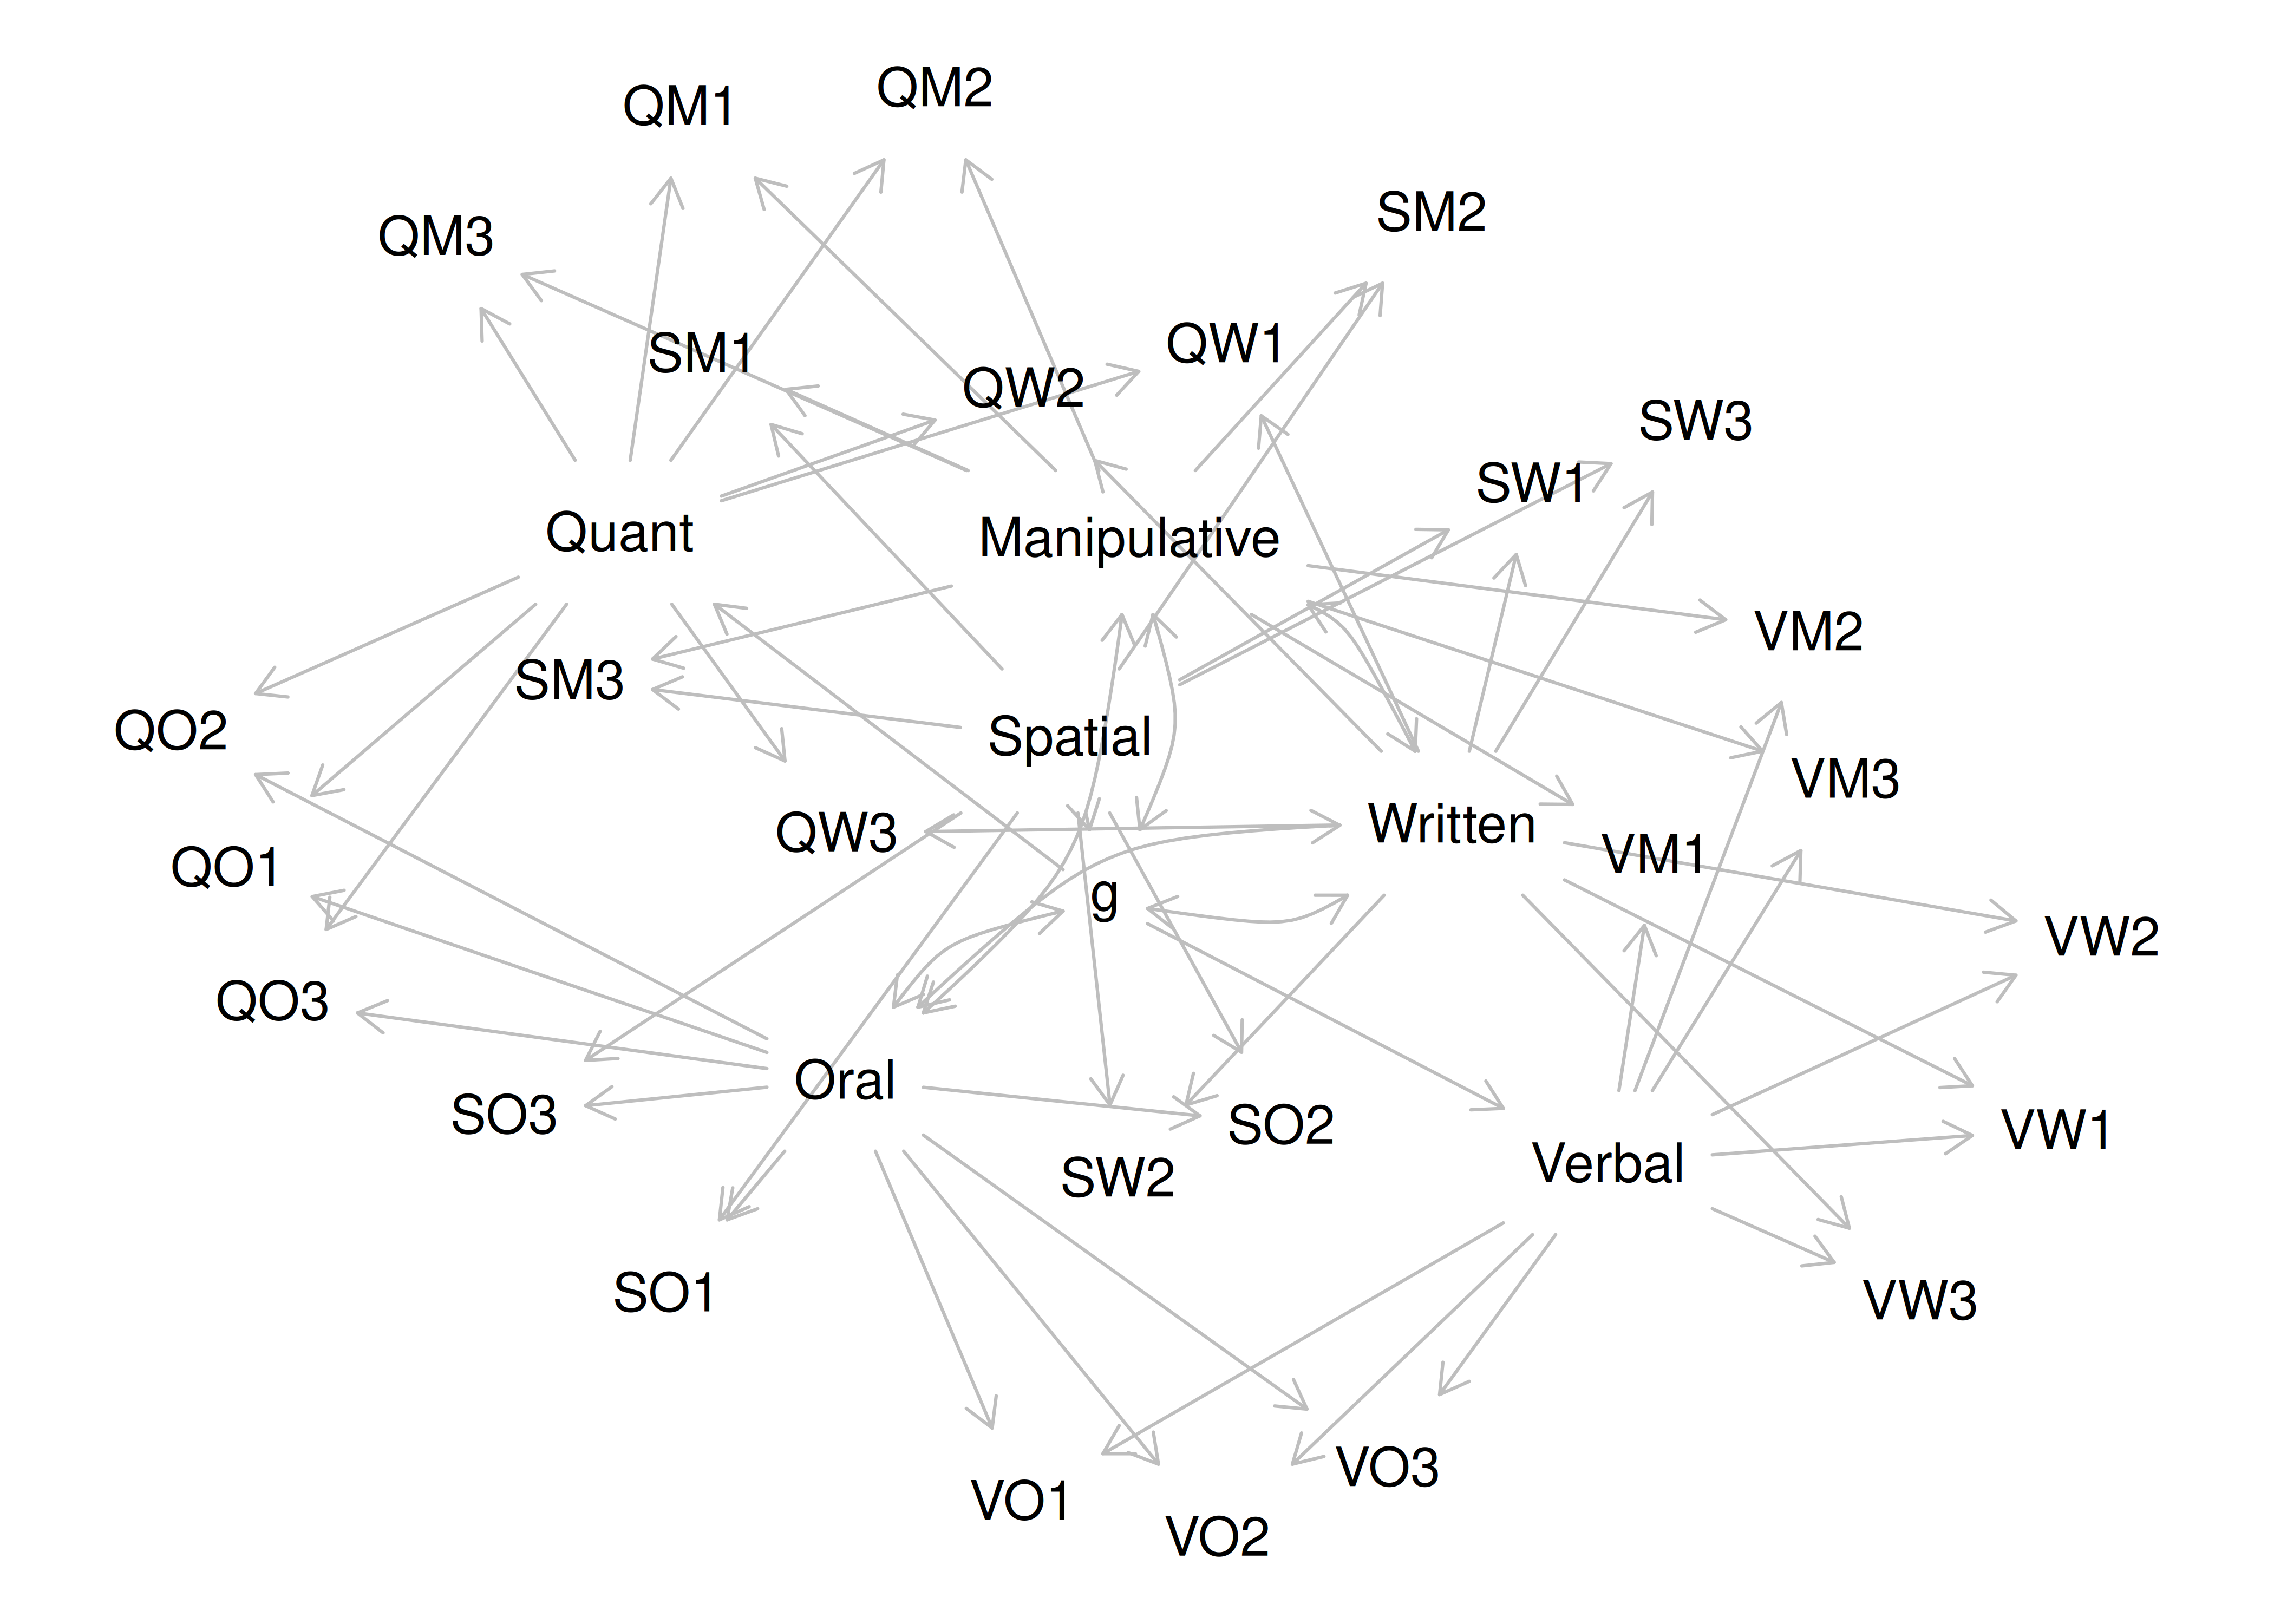 QM2
QM1
SM2
QM3
QW1
SM1
QW2
SW3
SW1
Quant
Manipulative
VM2
SM3
QO2
Spatial
VM3
Written
QW3
VM1
QO1
g
VW2
QO3
Oral
SO3
SO2
VW1
Verbal
SW2
SO1
VW3
VO3
VO1
VO2